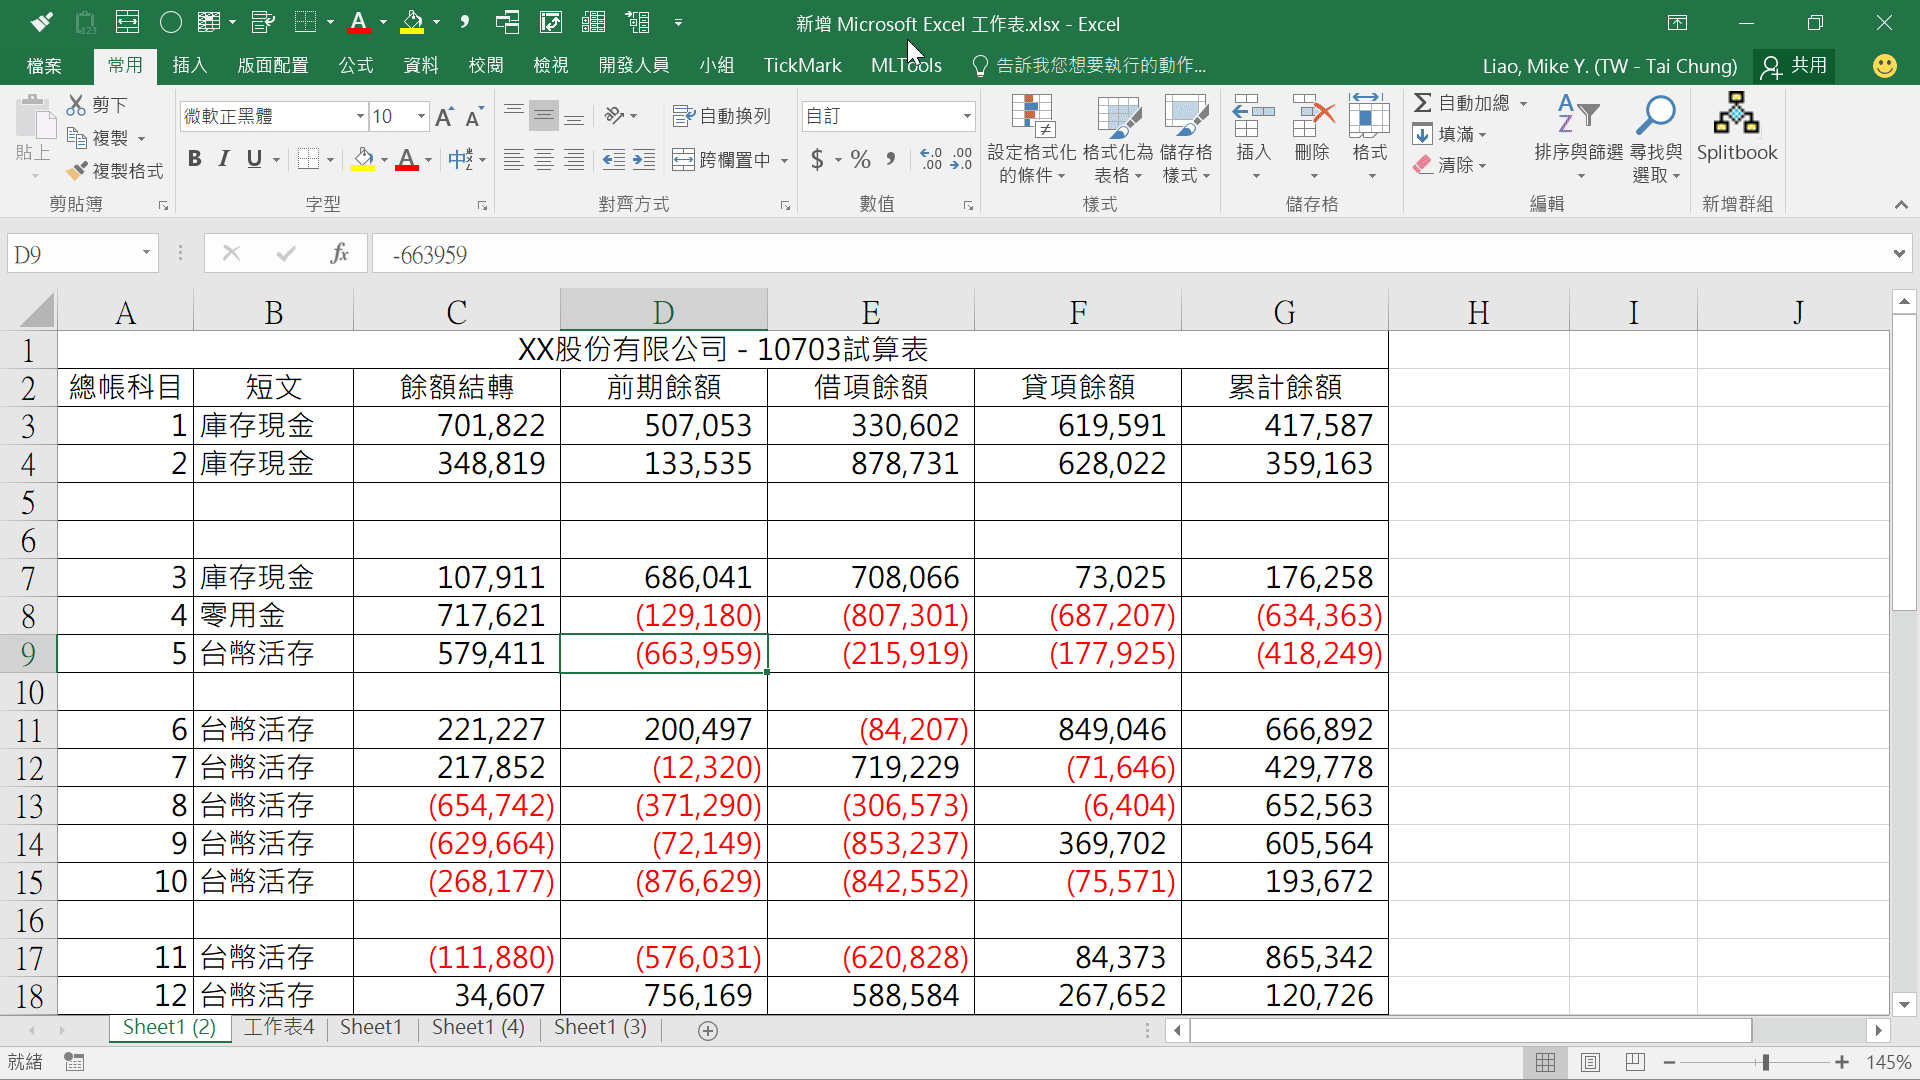 新增 Microsoft Excel 工作表.xlsx - Excel
檔案 常用 插入 版面配置 公式 資料 校閱 檢視 開發人員 小組 TickMark MLTools 告訴我您想要執行的動作... Liao, Mike Y. (TW - Tai Chung) 共用
貼上 剪下 複製 複製格式 剪貼簿
微軟正黑體 10 B I U 中 字型
自動換列 跨欄置中 對齊方式
自訂 $ % , 數值
設定格式化的條件 格式化為表格 儲存格樣式 樣式
插入 刪除 格式 儲存格
自動加總 填滿 清除 排序與篩選 尋找與選取 編輯
Splitbook 新增群組
D9 fx -663959
A B C D E F G H I J
1 XX股份有限公司 - 10703試算表
2 總帳科目 短文 餘額結轉 前期餘額 借項餘額 貸項餘額 累計餘額
3 1 庫存現金 701,822 507,053 330,602 619,591 417,587
4 2 庫存現金 348,819 133,535 878,731 628,022 359,163
5
6
7 3 庫存現金 107,911 686,041 708,066 73,025 176,258
8 4 零用金 717,621 (129,180) (807,301) (687,207) (634,363)
9 5 台幣活存 579,411 (663,959) (215,919) (177,925) (418,249)
10
11 6 台幣活存 221,227 200,497 (84,207) 849,046 666,892
12 7 台幣活存 217,852 (12,320) 719,229 (71,646) 429,778
13 8 台幣活存 (654,742) (371,290) (306,573) (6,404) 652,563
14 9 台幣活存 (629,664) (72,149) (853,237) 369,702 605,564
15 10 台幣活存 (268,177) (876,629) (842,552) (75,571) 193,672
16
17 11 台幣活存 (111,880) (576,031) (620,828) 84,373 865,342
18 12 台幣活存 34,607 756,169 588,584 267,652 120,726
Sheet1 (2) 工作表4 Sheet1 Sheet1 (4) Sheet1 (3)
就緒 145%